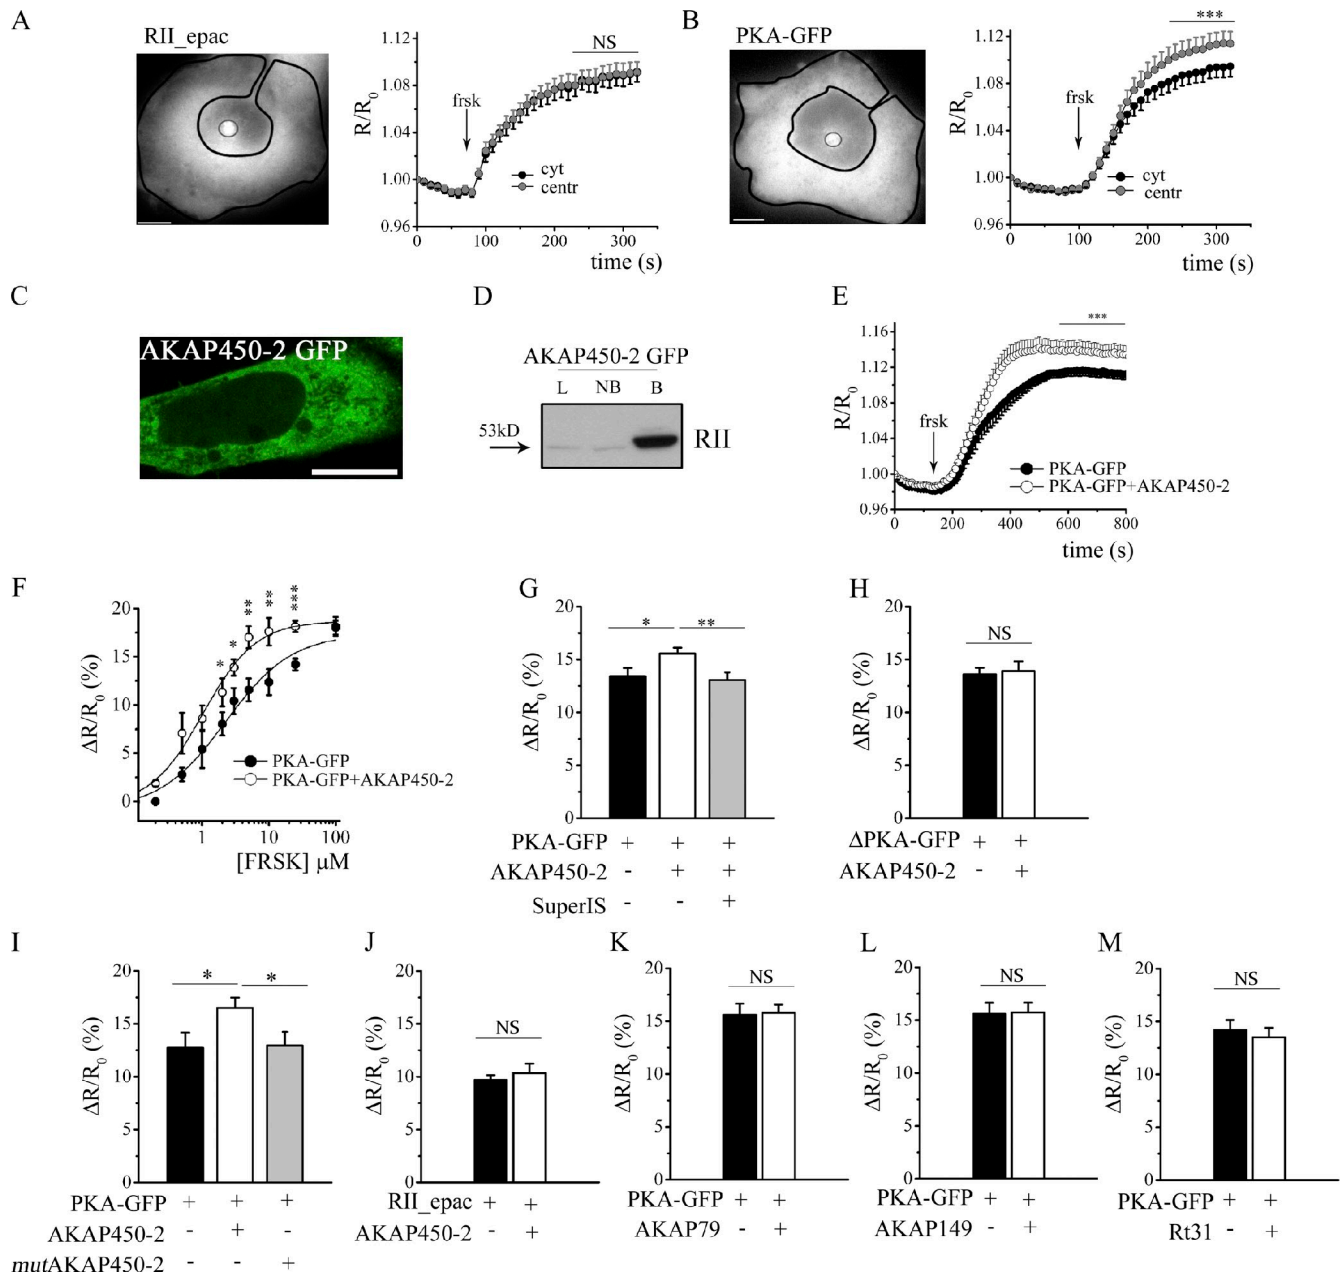 A
RII_epac
1.12
1.08
1.04
1.00
0.96
R/R0
NS
frsk
cyt
centr
0
100
200
300
time (s)
B
PKA-GFP
1.12
1.08
1.04
1.00
0.96
R/R0
***
frsk
cyt
centr
0
100
200
300
time (s)
C
AKAP450-2 GFP
D
AKAP450-2 GFP
L NB B
53kD
RII
E
1.16
1.12
1.08
1.04
1.00
0.96
R/R0
***
frsk
PKA-GFP
PKA-GFP+AKAP450-2
0 200 400 600 800
time (s)
F
20
15
10
5
0
ΔR/R0 (%)
* * ** ** ***
PKA-GFP
PKA-GFP+AKAP450-2
1 10 100
[FRSK] μM
G
20
15
10
5
0
ΔR/R0 (%)
* **
PKA-GFP + + +
AKAP450-2 - + +
SuperIS - - +
H
20
15
10
5
0
ΔR/R0 (%)
NS
ΔPKA-GFP + +
AKAP450-2 - +
I
20
15
10
5
0
ΔR/R0 (%)
* *
PKA-GFP + + +
AKAP450-2 - + -
mutAKAP450-2 - - +
J
20
15
10
5
0
ΔR/R0 (%)
NS
RII_epac + +
AKAP450-2 - +
K
20
15
10
5
0
ΔR/R0 (%)
NS
PKA-GFP + +
AKAP79 - +
L
20
15
10
5
0
ΔR/R0 (%)
NS
PKA-GFP + +
AKAP149 - +
M
20
15
10
5
0
ΔR/R0 (%)
NS
PKA-GFP + +
Rt31 - +